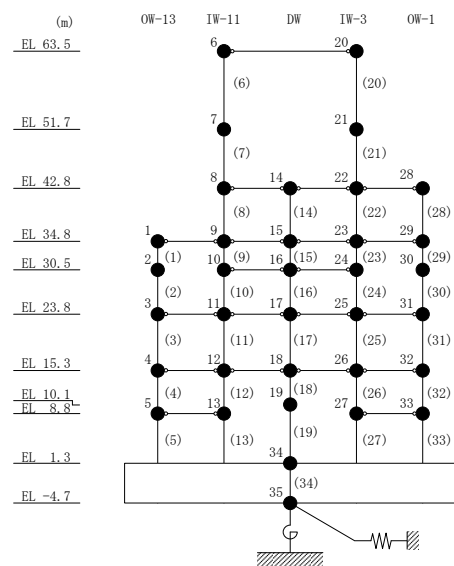 (m) OW-13 IW-11 DW IW-3 OW-1
EL 63.5 6 20
(6) (20)
EL 51.7 7 21
(7) (21)
EL 42.8 8 14 22 28
(8) (14) (22) (28)
EL 34.8 1 9 15 23 29
(1) (9) (15) (23) (29)
EL 30.5 2 10 16 24 30
(2) (10) (16) (24) (30)
EL 23.8 3 11 17 25 31
(3) (11) (17) (25) (31)
EL 15.3 4 12 18 26 32
(4) (12) (18) (26) (32)
EL 10.1 19
EL 8.8 5 13 27 33
(5) (13) (19) (27) (33)
EL 1.3 34
(34)
EL -4.7 35